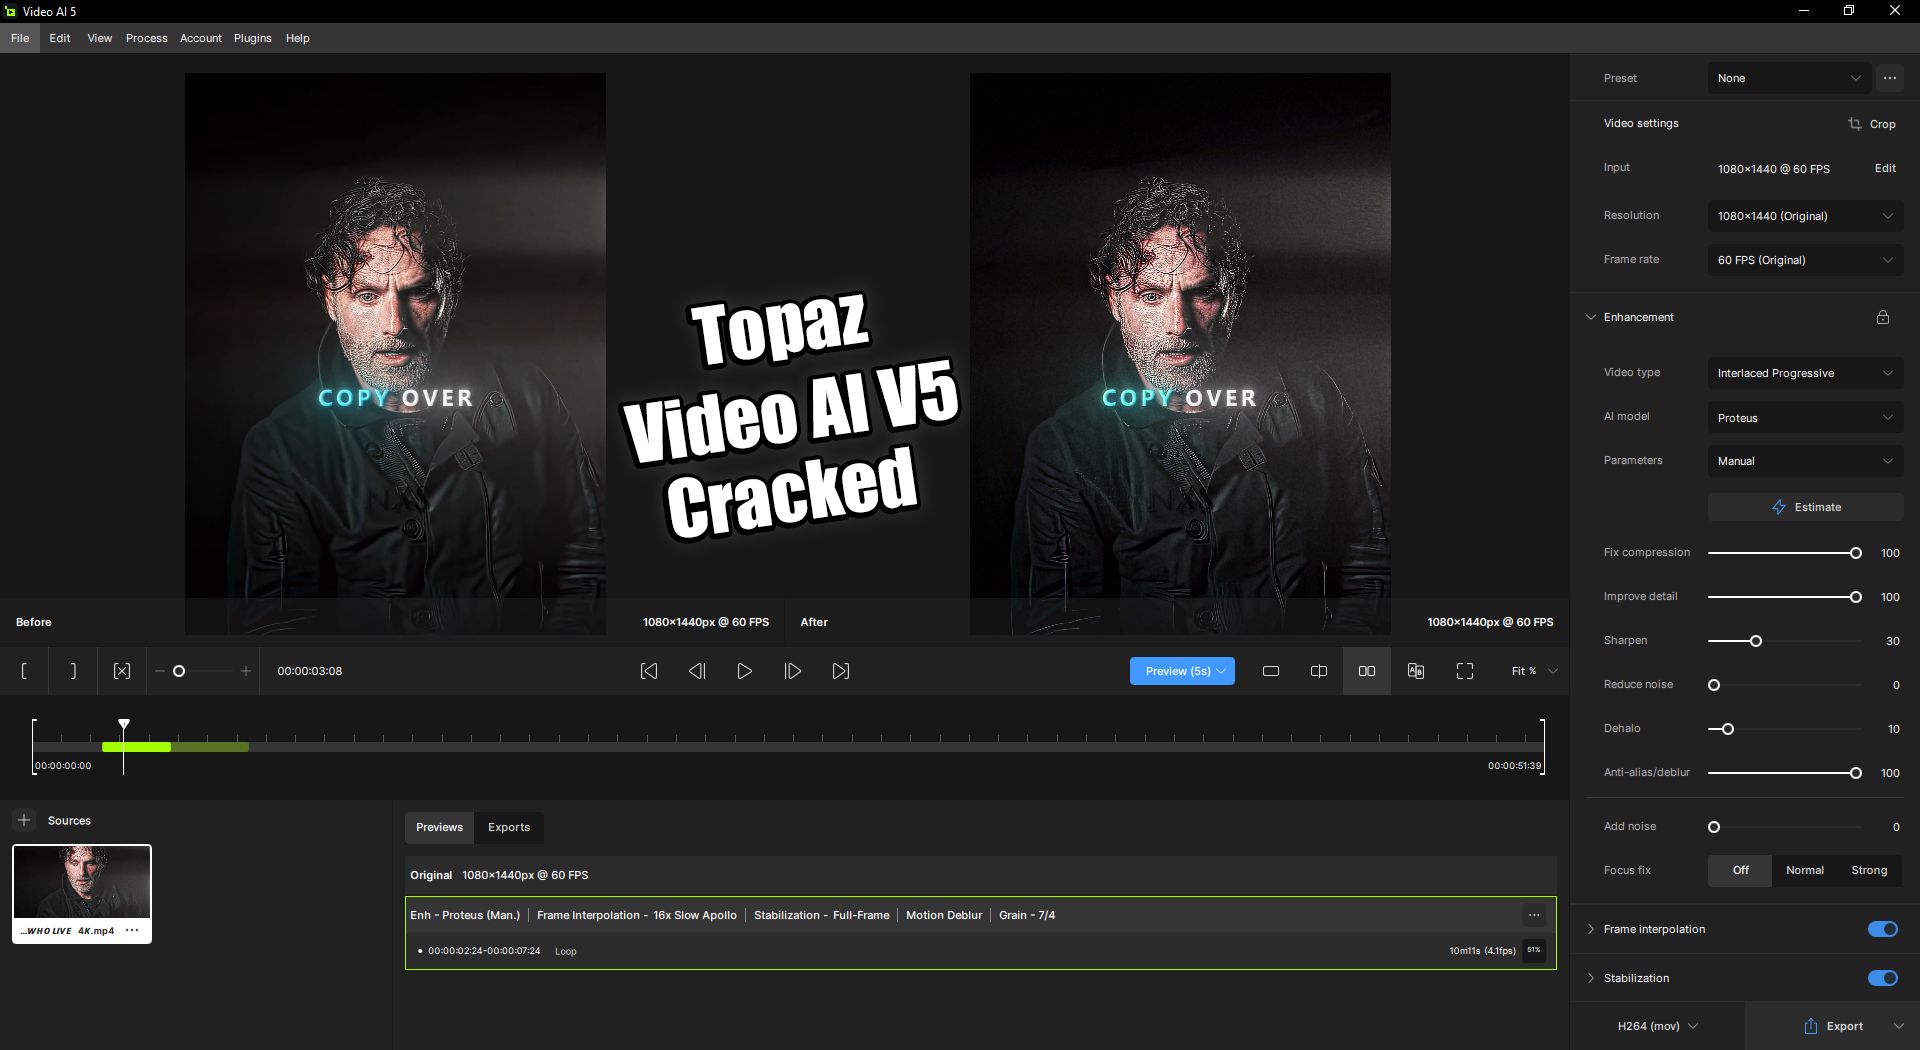 Video AI 5
File Edit View Process Account Plugins Help
Topaz
Video AI V5
Cracked
COPY OVER
COPY OVER
Before
1080×1440px @ 60 FPS
After
1080×1440px @ 60 FPS
00:00:03:08
Preview (5s)
Fit %
00:00:00:00
00:00:51:39
Sources
...WHO LIVE 4K.mp4 ...
Previews Exports
Original 1080×1440px @ 60 FPS
Enh - Proteus (Man.) | Frame Interpolation - 16x Slow Apollo | Stabilization - Full-Frame | Motion Deblur | Grain - 7/4
00:00:02:24-00:00:07:24 Loop
10m11s (4.1fps) 51%
Preset None
Video settings Crop
Input 1080×1440 @ 60 FPS Edit
Resolution 1080×1440 (Original)
Frame rate 60 FPS (Original)
Enhancement
Video type Interlaced Progressive
AI model Proteus
Parameters Manual
Estimate
Fix compression 100
Improve detail 100
Sharpen 30
Reduce noise 0
Dehalo 10
Anti-alias/deblur 100
Add noise 0
Focus fix Off Normal Strong
Frame interpolation
Stabilization
H264 (mov) Export